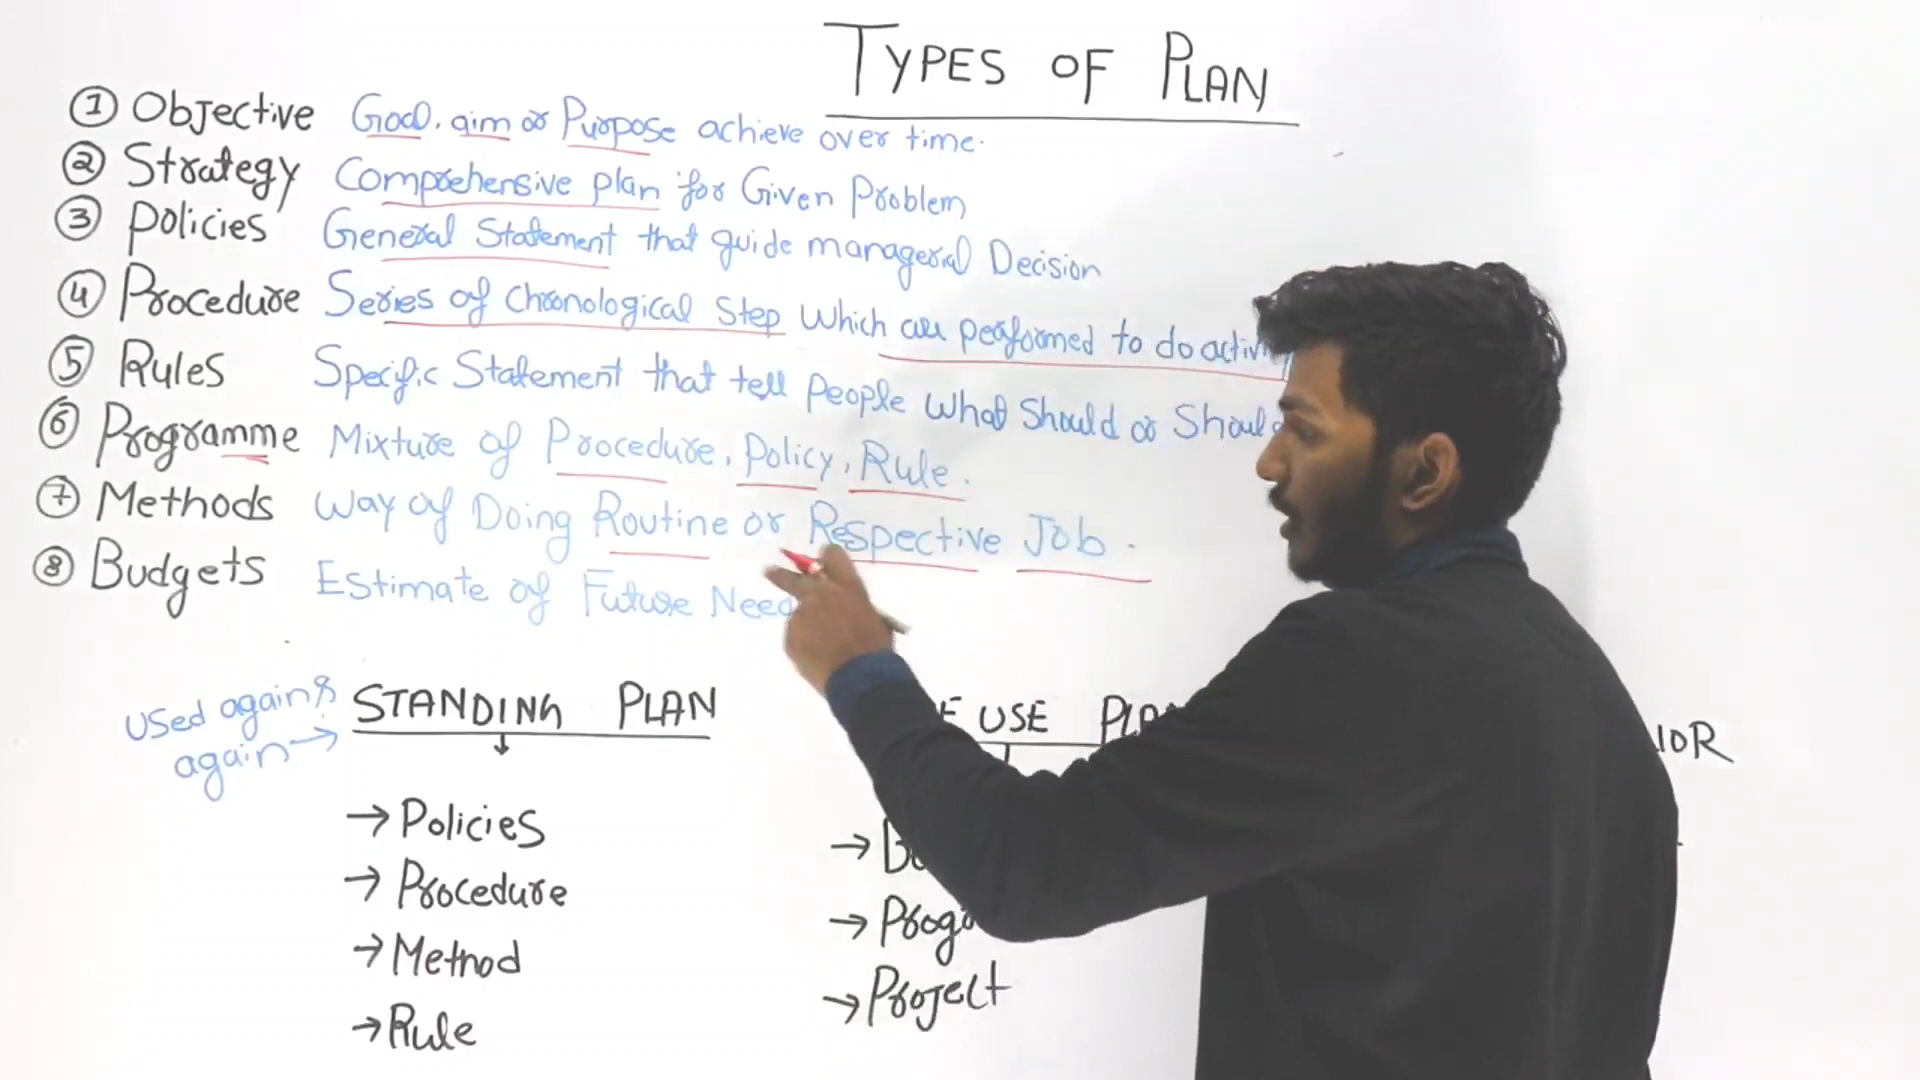 TYPES OF PLAN
① Objective Goal, aim or Purpose achieve over time.
② Strategy Comprehensive plan for Given Problem
③ Policies General Statement that guide managerial Decision
④ Procedure Series of Chronological Step Which are performed to do
⑤ Rules Specific Statement that tell People What Should or
⑥ Programme Mixture of Procedure, Policy, Rule.
⑦ Methods Way of Doing Routine or Respective Job.
⑧ Budgets Estimate of Future
Used again &
again →
STANDING PLAN
→ Policies
→ Procedure
→ Method
→ Rule
USE
→
→
→ Project